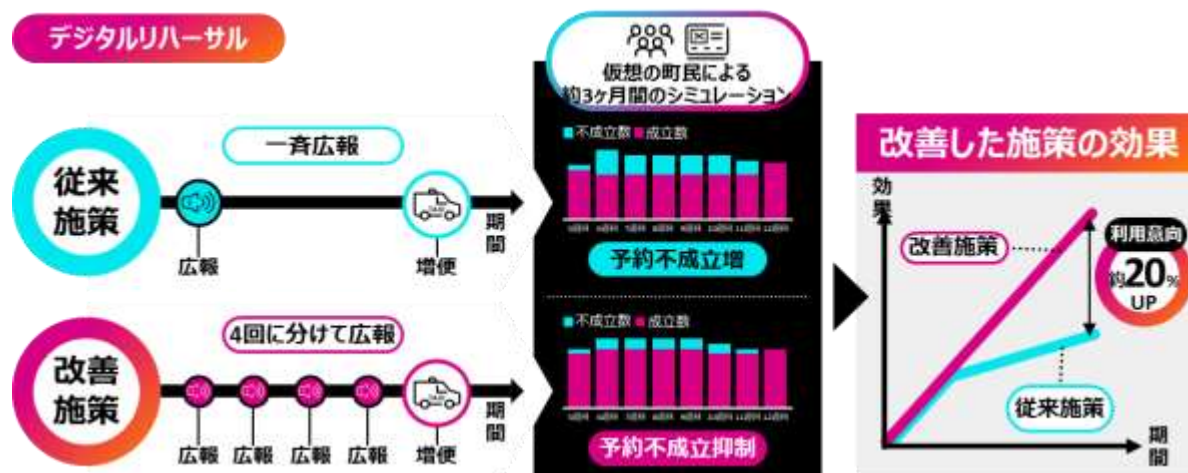 デジタルリハーサル
仮想の町民による
約3ヶ月間のシミュレーション
従来
施策
一斉広報
広報
増便
期間
不成立数 成立数
予約不成立増
改善
施策
4回に分けて広報
広報
広報
広報
広報
増便
期間
不成立数 成立数
予約不成立抑制
改善した施策の効果
効果
改善施策
利用意向
約20%
UP
従来施策
期間